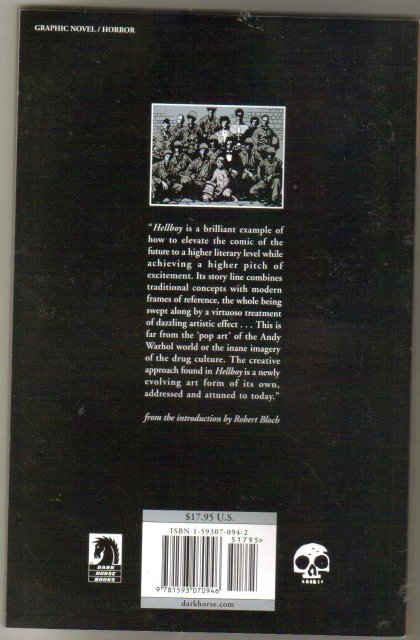 GRAPHIC NOVEL / HORROR
"Hellboy is a brilliant example of
how to elevate the comic of the
future to a higher literary level while
achieving a higher pitch of
excitement. Its story line combines
traditional concepts with modern
frames of reference, the whole being
swept along by a virtuoso treatment
of dazzling artistic effect . . . This is
far from the 'pop art' of the Andy
Warhol world or the inane imagery
of the drug culture. The creative
approach found in Hellboy is a newly
evolving art form of its own,
addressed and attuned to today."
from the introduction by Robert Bloch
$17.95 U.S.
ISBN 1-59307-094-2
51795>
9 781593 070946
darkhorse.com
DARK
HORSE
BOOKS